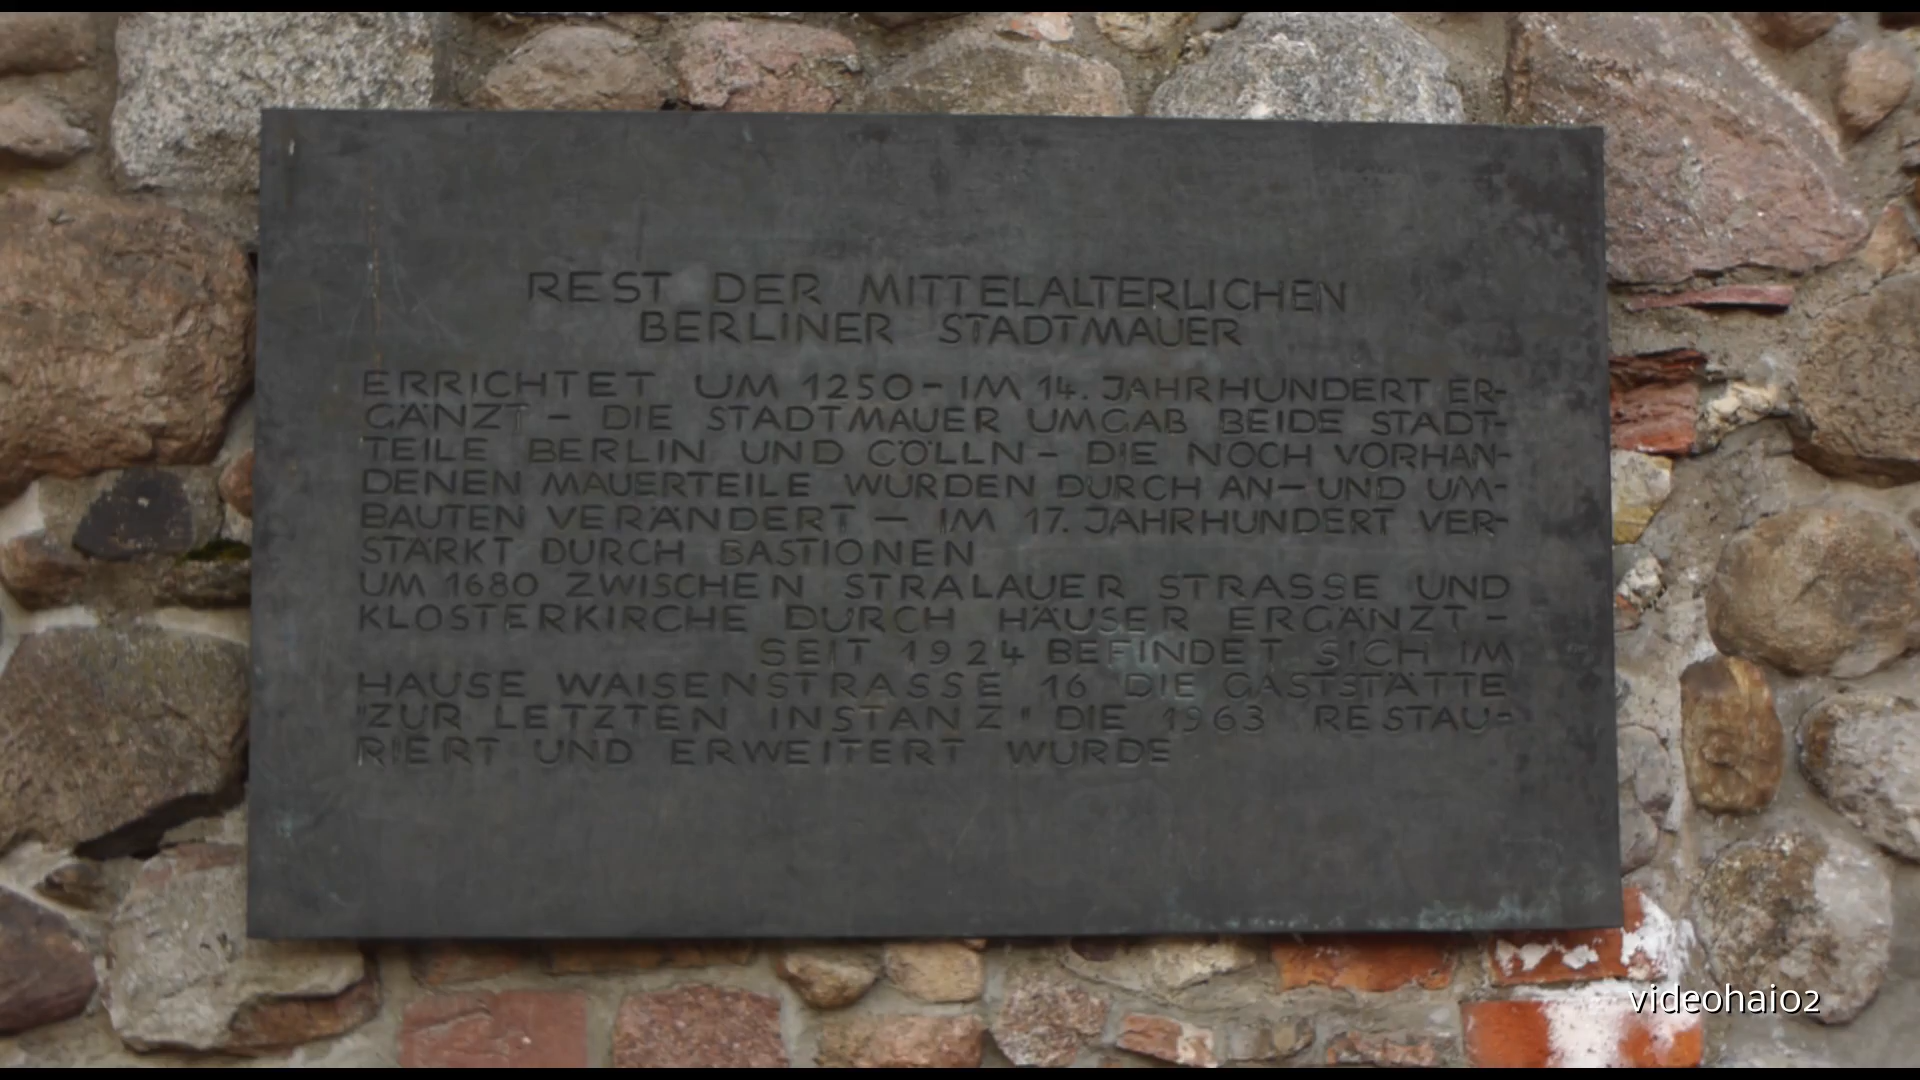 REST DER MITTELALTERLICHEN
BERLINER STADTMAUER
ERRICHTET UM 1250 – IM 14. JAHRHUNDERT ER-
GÄNZT – DIE STADTMAUER UMGAB BEIDE STADT-
TEILE BERLIN UND CÖLLN – DIE NOCH VORHAN-
DENEN MAUERTEILE WURDEN DURCH AN– UND UM-
BAUTEN VERÄNDERT – IM 17. JAHRHUNDERT VER-
STÄRKT DURCH BASTIONEN
UM 1680 ZWISCHEN STRALAUER STRASSE UND
KLOSTERKIRCHE DURCH HÄUSER ERGÄNZT –
SEIT 1924 BEFINDET SICH IM
HAUSE WAISENSTRASSE 16 DIE GASTSTÄTTE
"ZUR LETZTEN INSTANZ" DIE 1963 RESTAU-
RIERT UND ERWEITERT WURDE
videohaio2